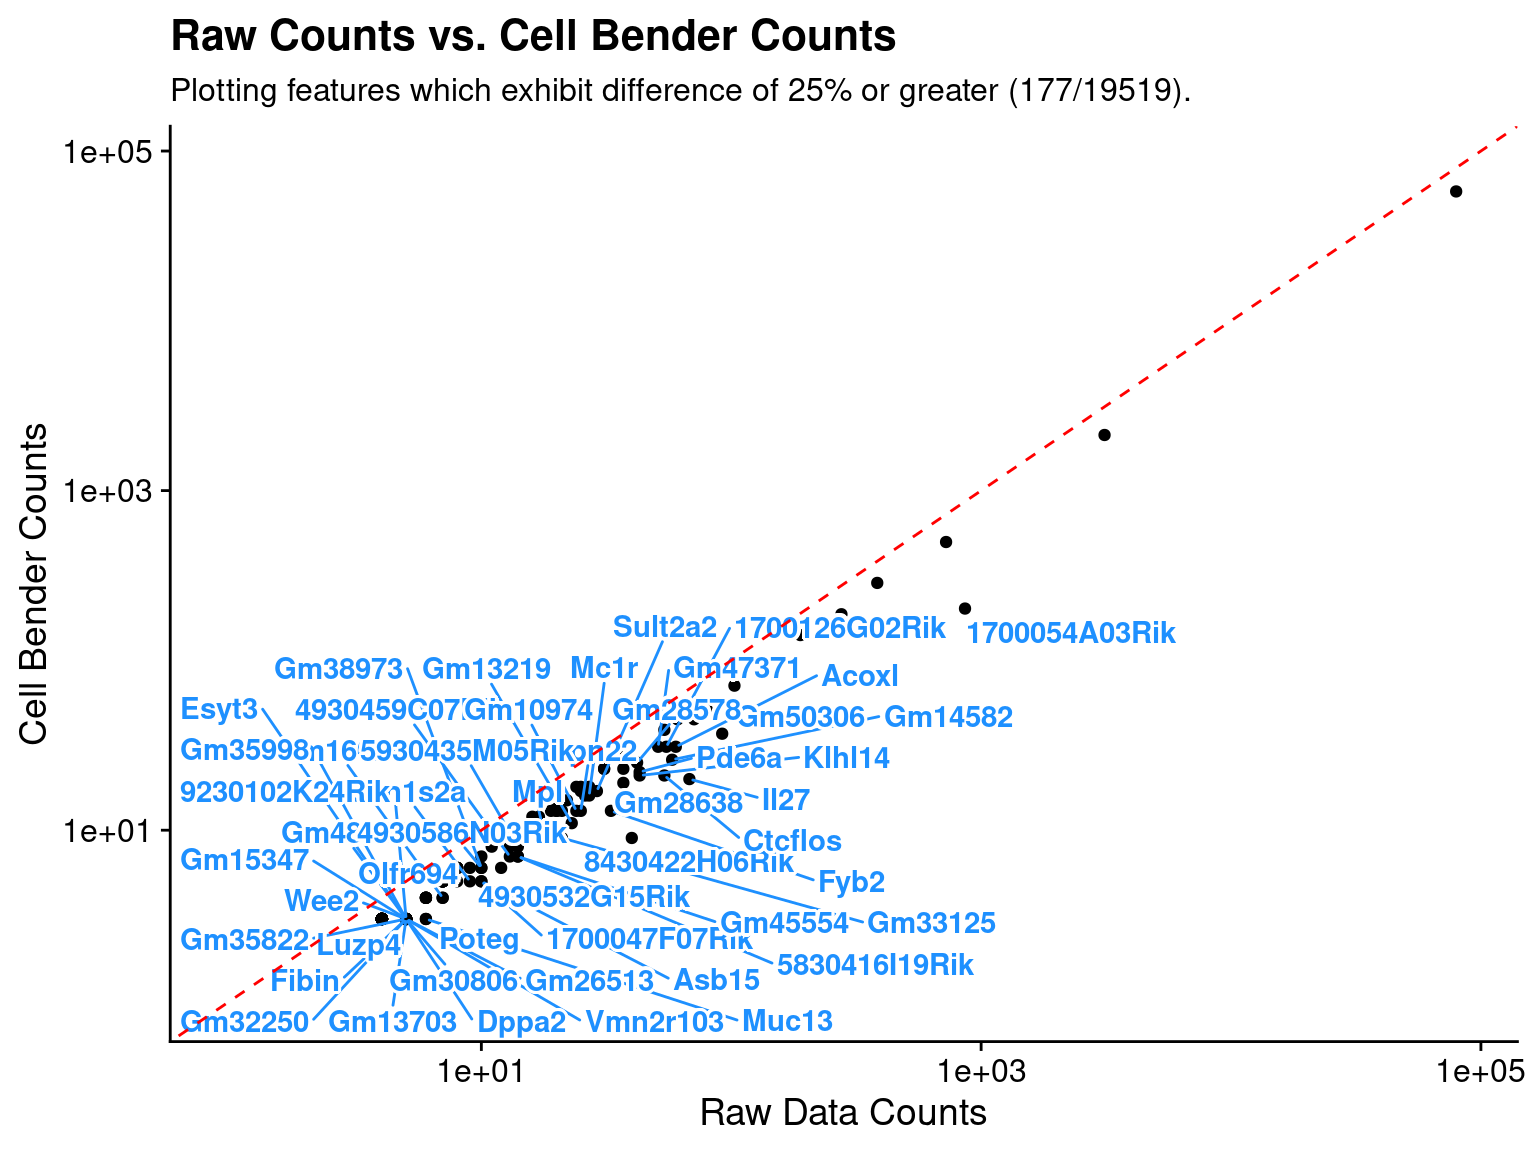 Raw Counts vs. Cell Bender Counts
Plotting features which exhibit difference of 25% or greater (177/19519).
1e+05
1e+03
1e+01
Cell Bender Counts
Sult2a2
1700126G02Rik
1700054A03Rik
Gm38973
Gm13219
Mc1r
Gm47371
Acoxl
Esyt3
Gm10974
Gm28578
Gm50306
Gm14582
Gm35998
5930435M05Rik
Pde6a
Klhl14
9230102K24Rik
Mpl
Gm28638
Il27
4930586N03Rik
Ctcflos
Gm15347
Olfr694
8430422H06Rik
Fyb2
Wee2
4930532G15Rik
Gm45554
Gm33125
Gm35822
Luzp4
Poteg
1700047F07Rik
5830416I19Rik
Fibin
Gm30806
Gm26513
Asb15
Gm32250
Gm13703
Dppa2
Vmn2r103
Muc13
1e+01
1e+03
1e+05
Raw Data Counts